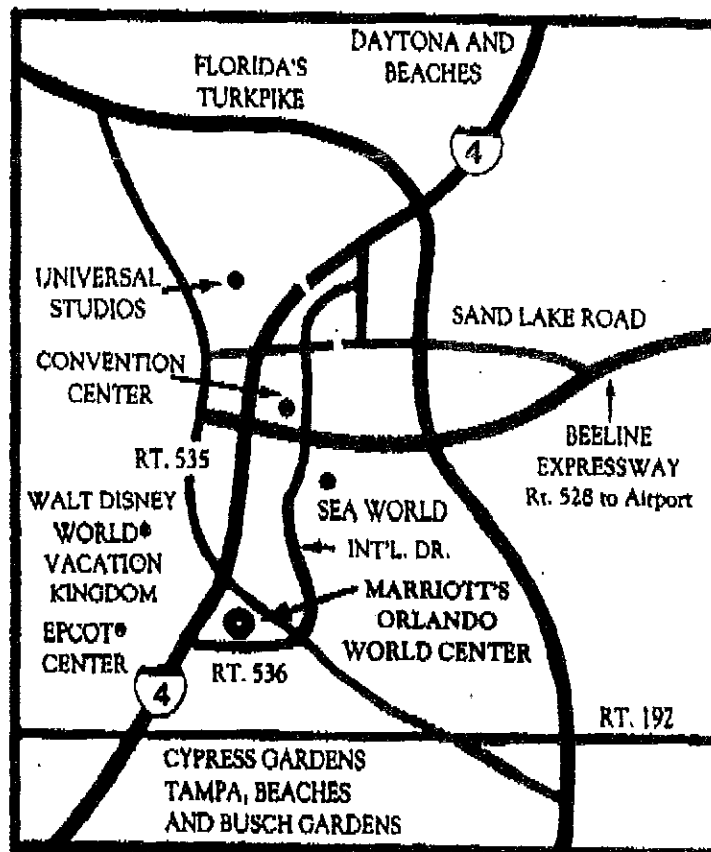 DAYTONA AND
BEACHES
FLORIDA'S
TURKPIKE
4
UNIVERSAL
STUDIOS
SAND LAKE ROAD
CONVENTION
CENTER
BEELINE
EXPRESSWAY
Rt. 528 to Airport
RT. 535
WALT DISNEY
WORLD®
VACATION
KINGDOM
SEA WORLD
INT'L. DR.
MARRIOTT'S
ORLANDO
WORLD CENTER
EPCOT®
CENTER
RT. 536
4
RT. 192
CYPRESS GARDENS
TAMPA, BEACHES
AND BUSCH GARDENS